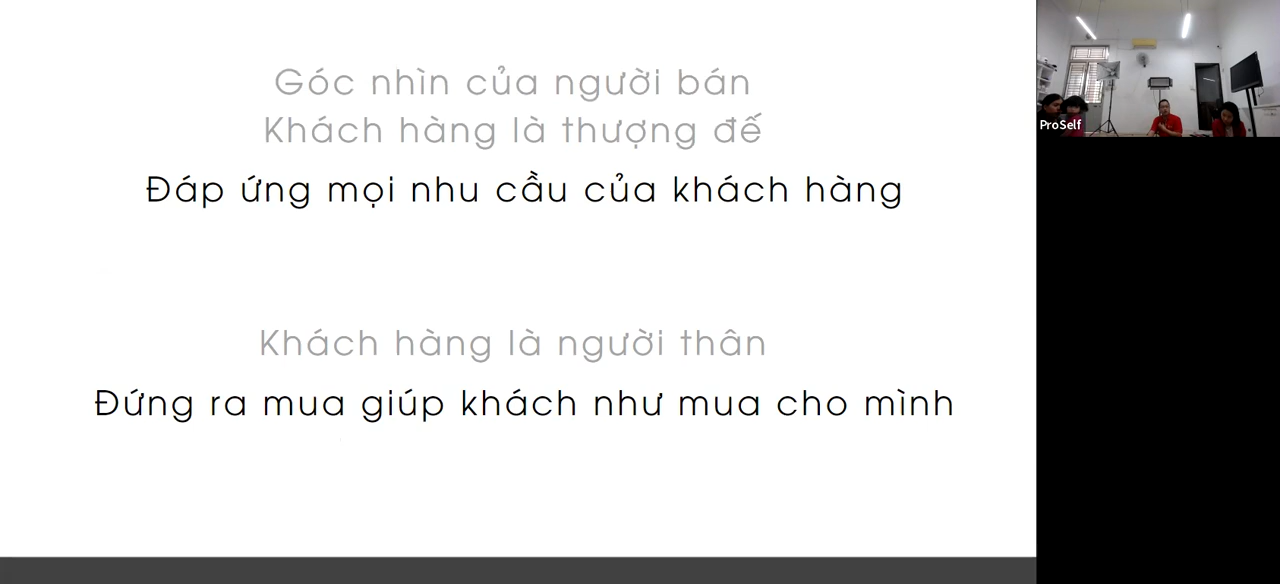 Góc nhìn của người bán
Khách hàng là thượng đế
Đáp ứng mọi nhu cầu của khách hàng
Khách hàng là người thân
Đứng ra mua giúp khách như mua cho mình
ProSelf